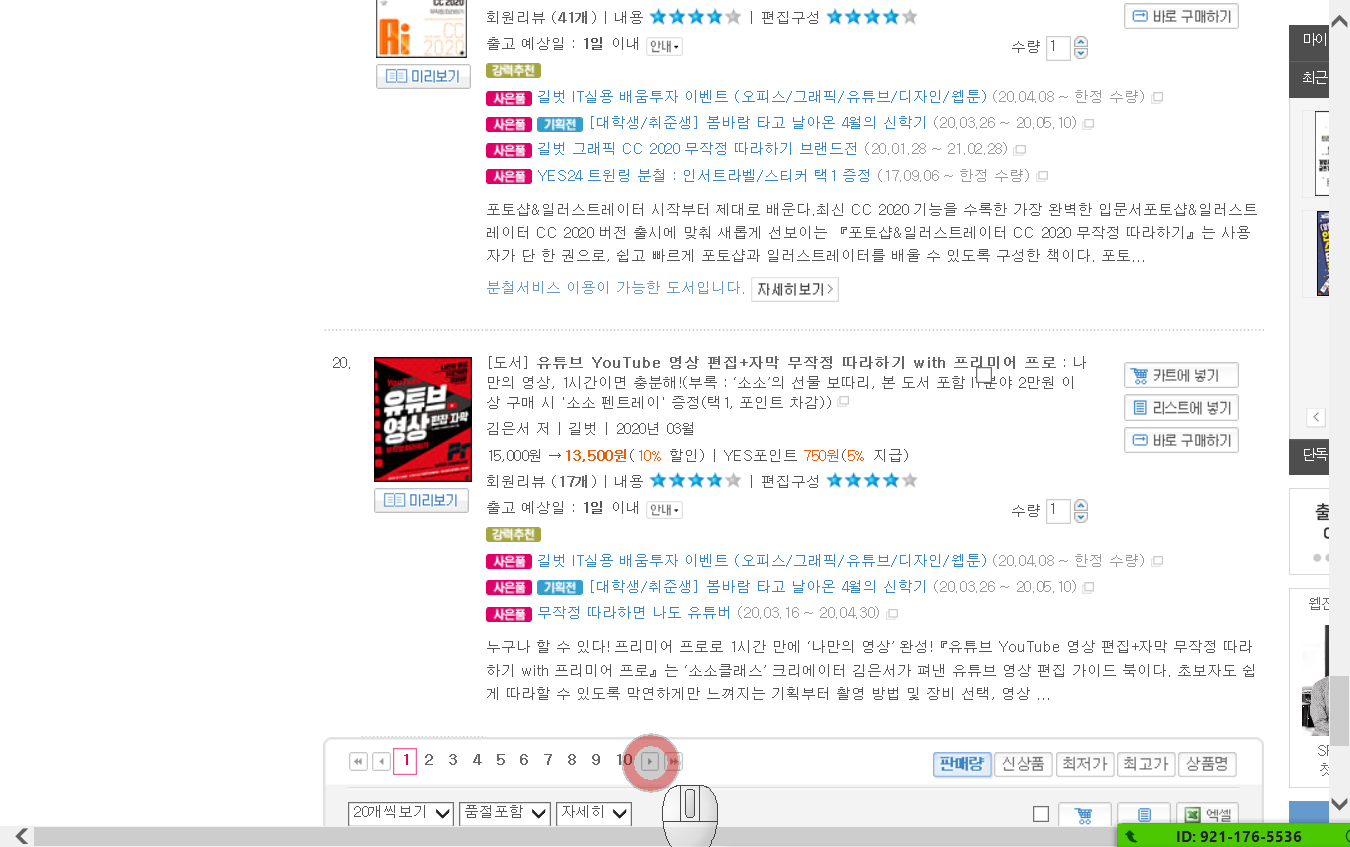 CC 2020
Ai
CC
2020
미리보기
회원리뷰 (41개) | 내용 | 편집구성
바로 구매하기
출고 예상일 : 1일 이내 안내
수량 1
강력추천
사은품 길벗 IT실용 배움투자 이벤트 (오피스/그래픽/유튜브/디자인/웹툰) (20.04.08 ~ 한정 수량)
사은품 기획전 [대학생/취준생] 봄바람 타고 날아온 4월의 신학기 (20.03.26 ~ 20.05.10)
사은품 길벗 그래픽 CC 2020 무작정 따라하기 브랜드전 (20.01.28 ~ 21.02.28)
사은품 YES24 트윈링 분철 : 인서트라벨/스티커 택1 증정 (17.09.06 ~ 한정 수량)
포토샵&일러스트레이터 시작부터 제대로 배운다.최신 CC 2020 기능을 수록한 가장 완벽한 입문서포토샵&일러스트
레이터 CC 2020 버전 출시에 맞춰 새롭게 선보이는 『포토샵&일러스트레이터 CC 2020 무작정 따라하기』는 사용
자가 단 한 권으로, 쉽고 빠르게 포토샵과 일러스트레이터를 배울 수 있도록 구성한 책이다. 포토...
분철서비스 이용이 가능한 도서입니다. 자세히보기>
20.
YouTube
유튜브
영상 편집 자막
Pr
미리보기
[도서] 유튜브 YouTube 영상 편집+자막 무작정 따라하기 with 프리미어 프로 : 나
만의 영상, 1시간이면 충분해!(부록 : ‘소소’의 선물 보따리, 본 도서 포함 IT분야 2만원 이
상 구매 시 '소소 펜트레이' 증정(택1, 포인트 차감))
김은서 저 | 길벗 | 2020년 03월
15,000원 → 13,500원(10% 할인) | YES포인트 750원(5% 지급)
회원리뷰 (17개) | 내용 | 편집구성
출고 예상일 : 1일 이내 안내
카트에 넣기
리스트에 넣기
바로 구매하기
수량 1
강력추천
사은품 길벗 IT실용 배움투자 이벤트 (오피스/그래픽/유튜브/디자인/웹툰) (20.04.08 ~ 한정 수량)
사은품 기획전 [대학생/취준생] 봄바람 타고 날아온 4월의 신학기 (20.03.26 ~ 20.05.10)
사은품 무작정 따라하면 나도 유튜버 (20.03.16 ~ 20.04.30)
누구나 할 수 있다! 프리미어 프로로 1시간 만에 ‘나만의 영상’ 완성!『유튜브 YouTube 영상 편집+자막 무작정 따라
하기 with 프리미어 프로』는 ‘소소클래스’ 크리에이터 김은서가 펴낸 유튜브 영상 편집 가이드 북이다. 초보자도 쉽
게 따라할 수 있도록 막연하게만 느껴지는 기획부터 촬영 방법 및 장비 선택, 영상 ...
1 2 3 4 5 6 7 8 9 10
판매량 신상품 최저가 최고가 상품명
20개씩보기 품절포함 자세히
엑셀
마이
최근
단독
출
웹진
ID: 921-176-5536